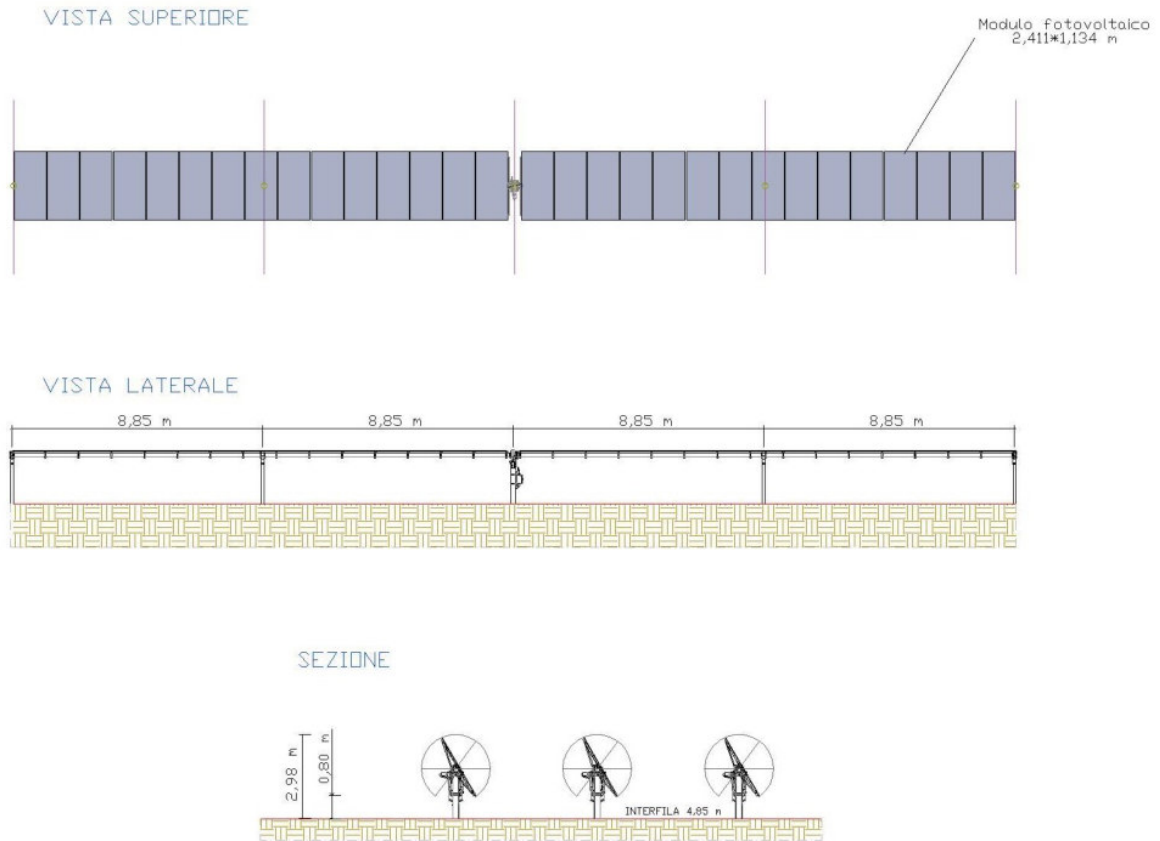 VISTA SUPERIORE
Modulo fotovoltaico
2,411*1,134 m
VISTA LATERALE
8,85 m
8,85 m
8,85 m
8,85 m
SEZIONE
2,98 m
0,80 m
INTERFILA 4,85 m